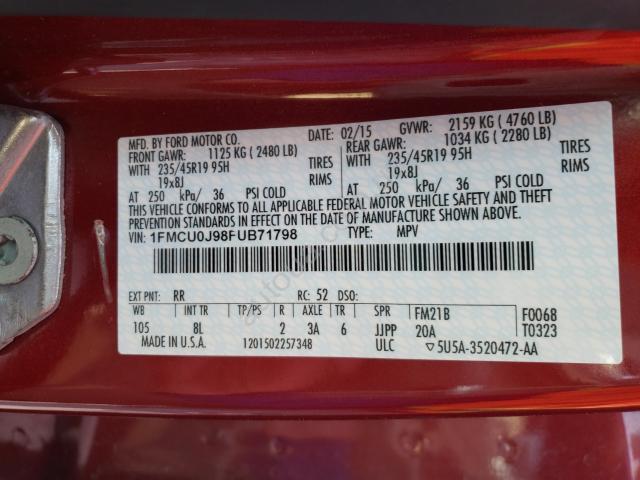 MFD. BY FORD MOTOR CO. DATE: 02/15 GVWR: 2159 KG ( 4760 LB)
FRONT GAWR: 1125 KG ( 2480 LB) REAR GAWR: 1034 KG ( 2280 LB)
WITH 235/45R19 95H TIRES WITH 235/45R19 95H TIRES
19x8J RIMS 19x8J RIMS
AT 250 kPa/ 36 PSI COLD AT 250 kPa/ 36 PSI COLD
THIS VEHICLE CONFORMS TO ALL APPLICABLE FEDERAL MOTOR VEHICLE SAFETY AND THEFT
PREVENTION STANDARDS IN EFFECT ON THE DATE OF MANUFACTURE SHOWN ABOVE.
VIN: 1FMCU0J98FUB71798 TYPE: MPV
EXT PNT: RR RC: 52 DSO:
WB INT TR TP/PS R AXLE TR SPR FM21B F0068
105 8L 2 3A 6 JJPP 20A T0323
MADE IN U.S.A. 1201502257348 ULC 5U5A-3520472-AA